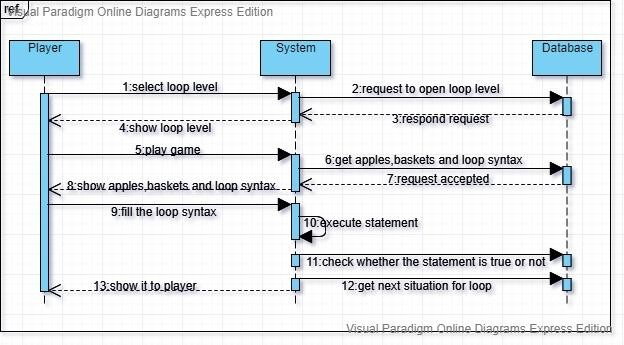 ref
Visual Paradigm Online Diagrams Express Edition
Player
System
Database
1:select loop level
2:request to open loop level
3:respond request
4:show loop level
5:play game
6:get apples,baskets and loop syntax
7:request accepted
8:show apples,baskets and loop syntax
9:fill the loop syntax
10:execute statement
11:check whether the statement is true or not
12:get next situation for loop
13:show it to player
Visual Paradigm Online Diagrams Express Edition